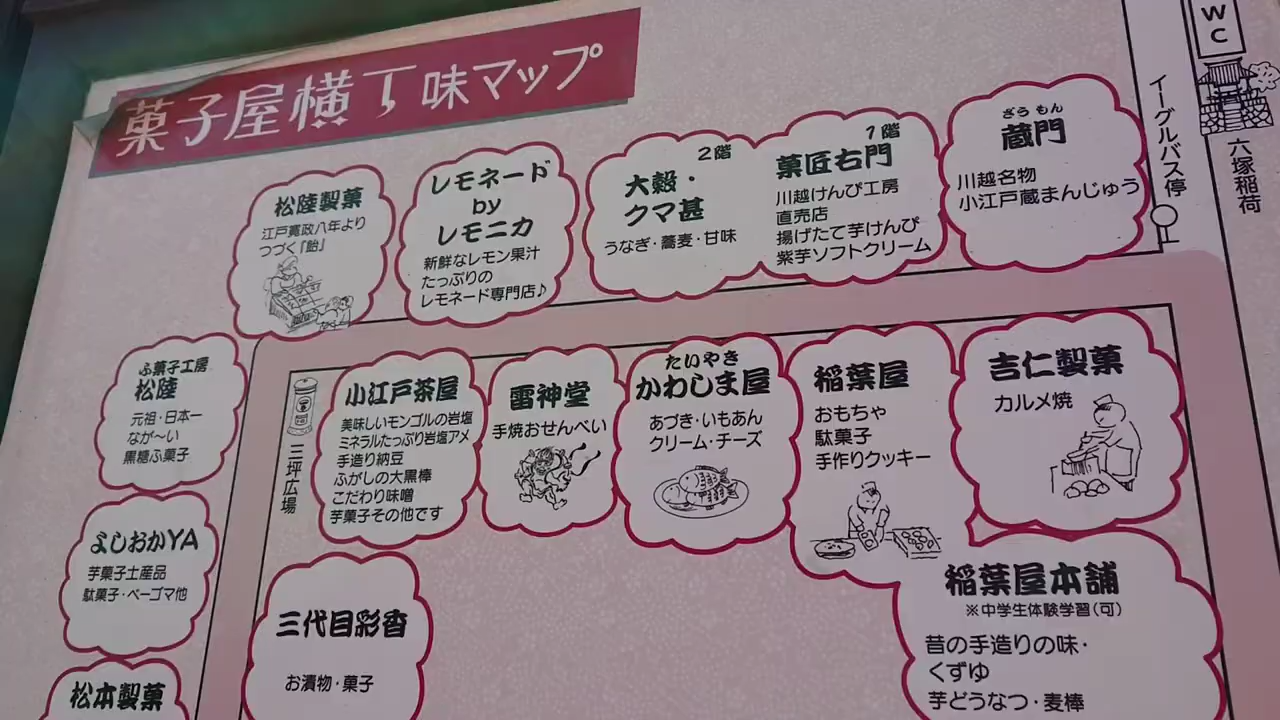 菓子屋横丁味マップ
WC
六塚稲荷
イーグルバス停
松陸製菓
江戸寛政八年より
つづく「飴」
レモネード
by
レモニカ
新鮮なレモン果汁
たっぷりの
レモネード専門店♪
2階
大穀・
クマ甚
うなぎ・蕎麦・甘味
1階
菓匠右門
川越けんぴ工房
直売店
揚げたて芋けんぴ
紫芋ソフトクリーム
ざうもん
蔵門
川越名物
小江戸蔵まんじゅう
ふ菓子工房
松陸
元祖・日本一
なが〜い
黒糖ふ菓子
三坪広場
小江戸茶屋
美味しいモンゴルの岩塩
ミネラルたっぷり岩塩アメ
手造り納豆
ふがしの大黒棒
こだわり味噌
芋菓子その他です
雷神堂
手焼おせんべい
たいやき
かわしま屋
あづき・いもあん
クリーム・チーズ
稲葉屋
おもちゃ
駄菓子
手作りクッキー
吉仁製菓
カルメ焼
よしおかYA
芋菓子土産品
駄菓子・ベーゴマ他
三代目彩香
お漬物・菓子
稲葉屋本舗
※中学生体験学習(可)
昔の手造りの味・
くずゆ
芋どうなつ・麦棒
松本製菓